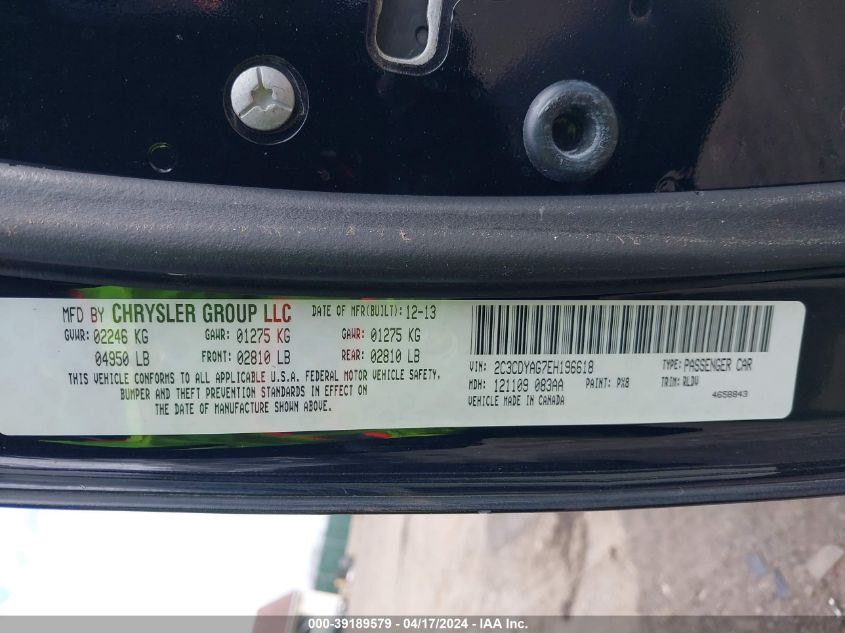 MFD BY CHRYSLER GROUP LLC DATE OF MFR(BUILT): 12-13
GVWR: 02246 KG GAWR: 01275 KG GAWR: 01275 KG
04950 LB FRONT: 02810 LB REAR: 02810 LB
THIS VEHICLE CONFORMS TO ALL APPLICABLE U.S.A. FEDERAL MOTOR VEHICLE SAFETY,
BUMPER AND THEFT PREVENTION STANDARDS IN EFFECT ON
THE DATE OF MANUFACTURE SHOWN ABOVE.
VIN: 2C3CDYAG7EH196618 TYPE: PASSENGER CAR
MDH: 121109 083AA PAINT: PX8 TRIM: RLDV
VEHICLE MADE IN CANADA 4658843
000-39189579 - 04/17/2024 - IAA Inc.